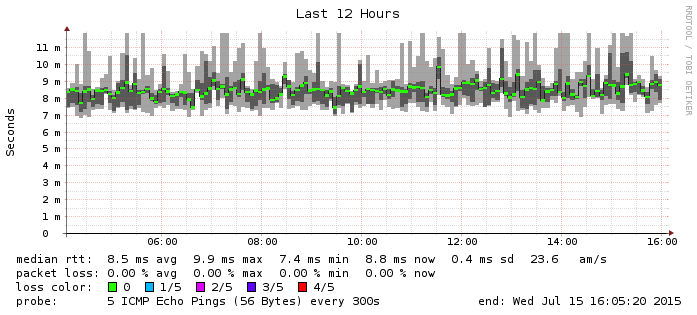 Last 12 Hours
RRDTOOL / TOBI OETIKER
Seconds
11 m
10 m
9 m
8 m
7 m
6 m
5 m
4 m
3 m
2 m
1 m
0
06:00 08:00 10:00 12:00 14:00 16:00
median rtt: 8.5 ms avg 9.9 ms max 7.4 ms min 8.8 ms now 0.4 ms sd 23.6 am/s
packet loss: 0.00 % avg 0.00 % max 0.00 % min 0.00 % now
loss color: 0 1/5 2/5 3/5 4/5
probe: 5 ICMP Echo Pings (56 Bytes) every 300s end: Wed Jul 15 16:05:20 2015